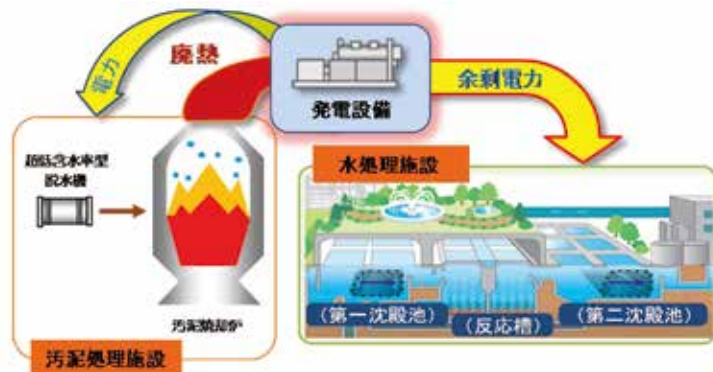 電力
廃熱
発電設備
余剰電力
超低含水率型
脱水機
汚泥焼却炉
汚泥処理施設
水処理施設
(第一沈殿池)
(反応槽)
(第二沈殿池)